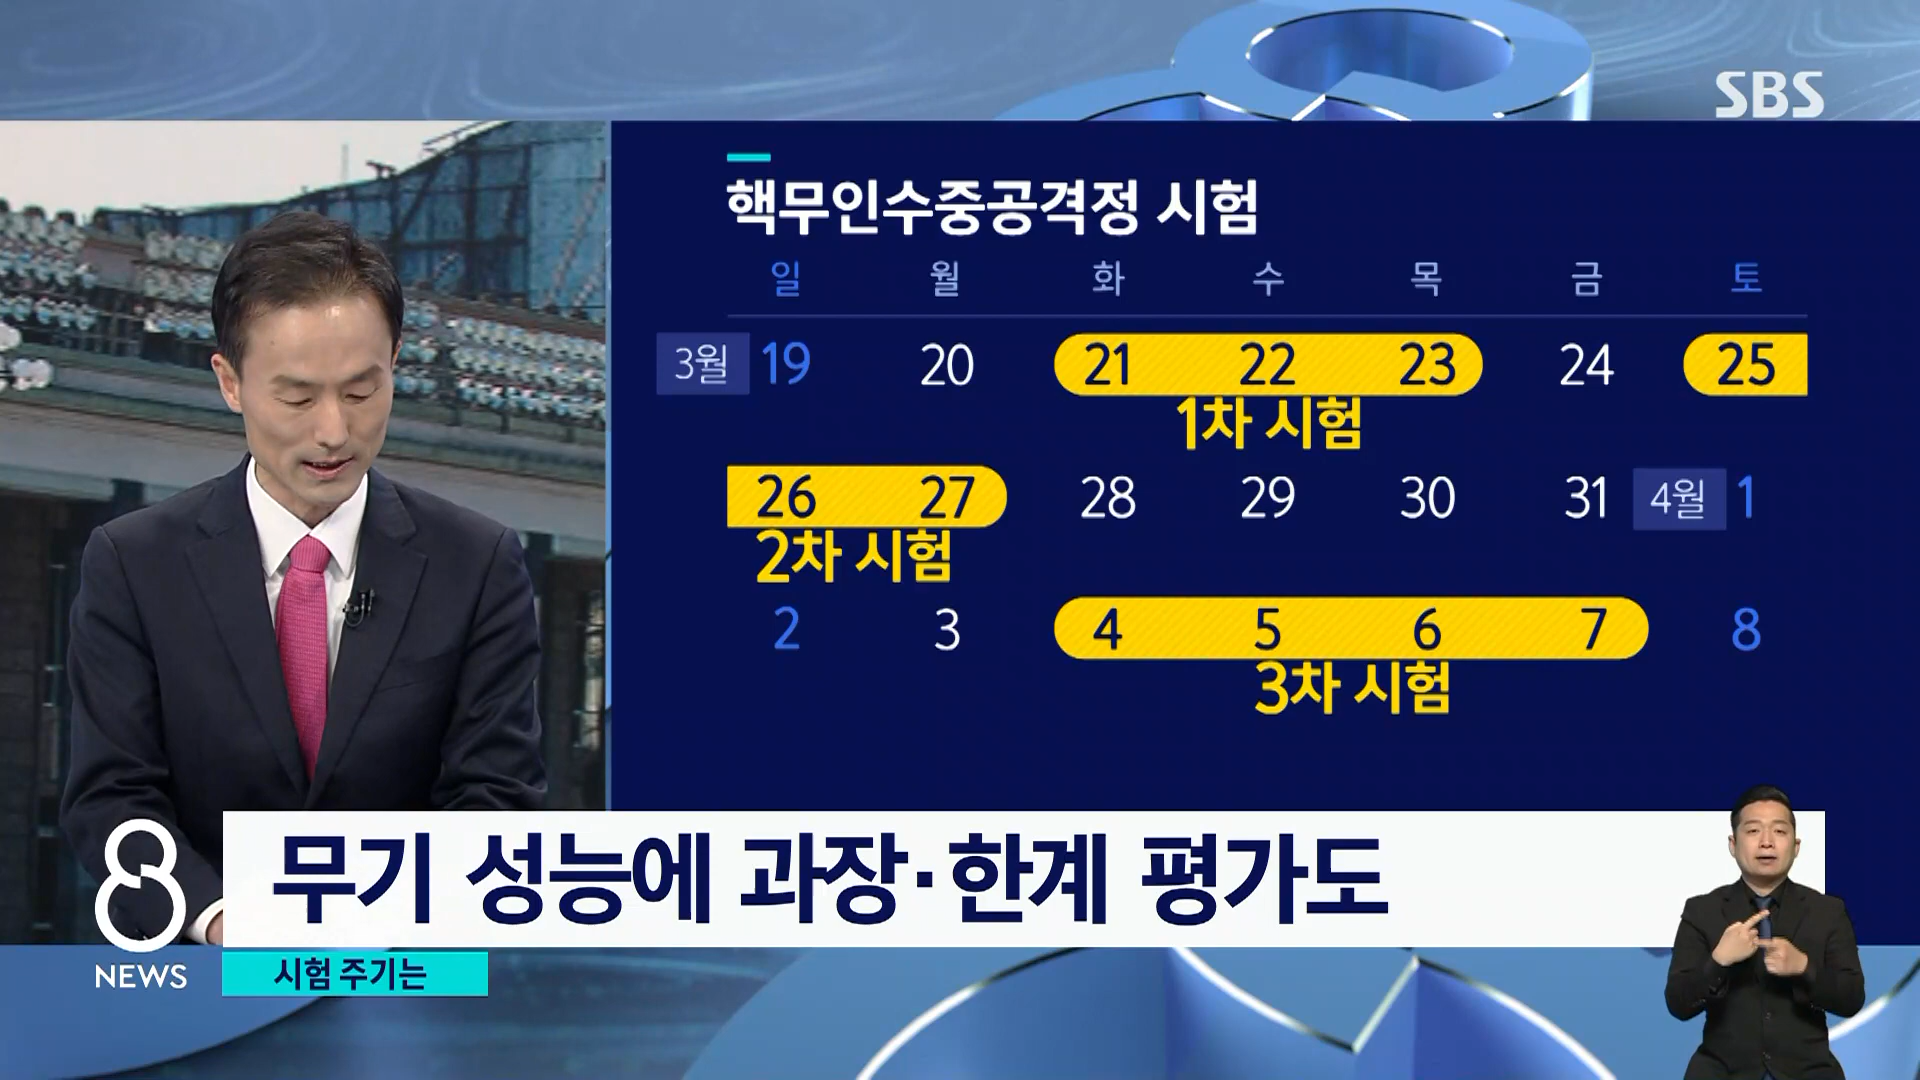 SBS
핵무인수중공격정 시험
일 월 화 수 목 금 토
3월 19 20 21 22 23 24 25
1차 시험
26 27 28 29 30 31 4월 1
2차 시험
2 3 4 5 6 7 8
3차 시험
무기 성능에 과장·한계 평가도
8 NEWS
시험 주기는